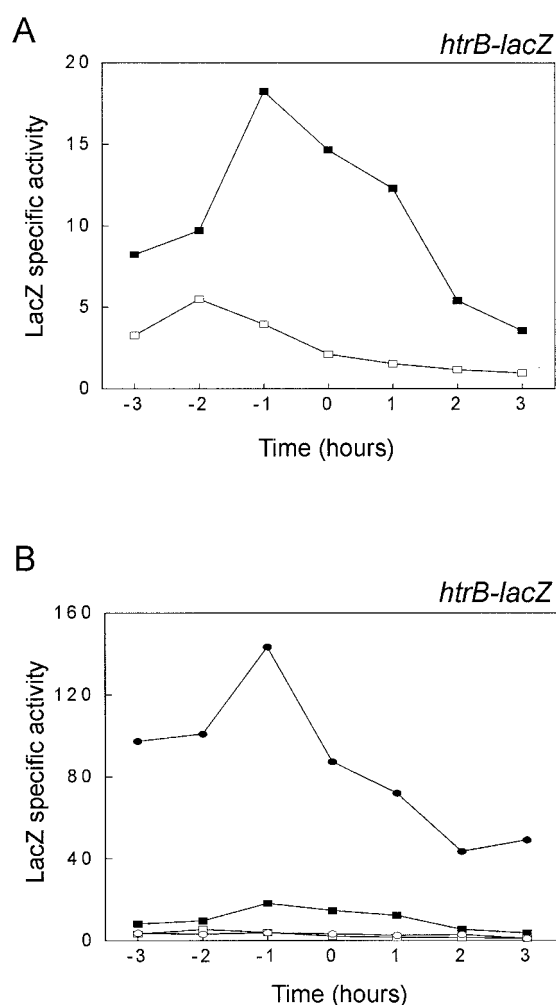 A
htrB-lacZ
20
15
10
5
0
LacZ specific activity
-3 -2 -1 0 1 2 3
Time (hours)
B
htrB-lacZ
160
120
80
40
0
LacZ specific activity
-3 -2 -1 0 1 2 3
Time (hours)